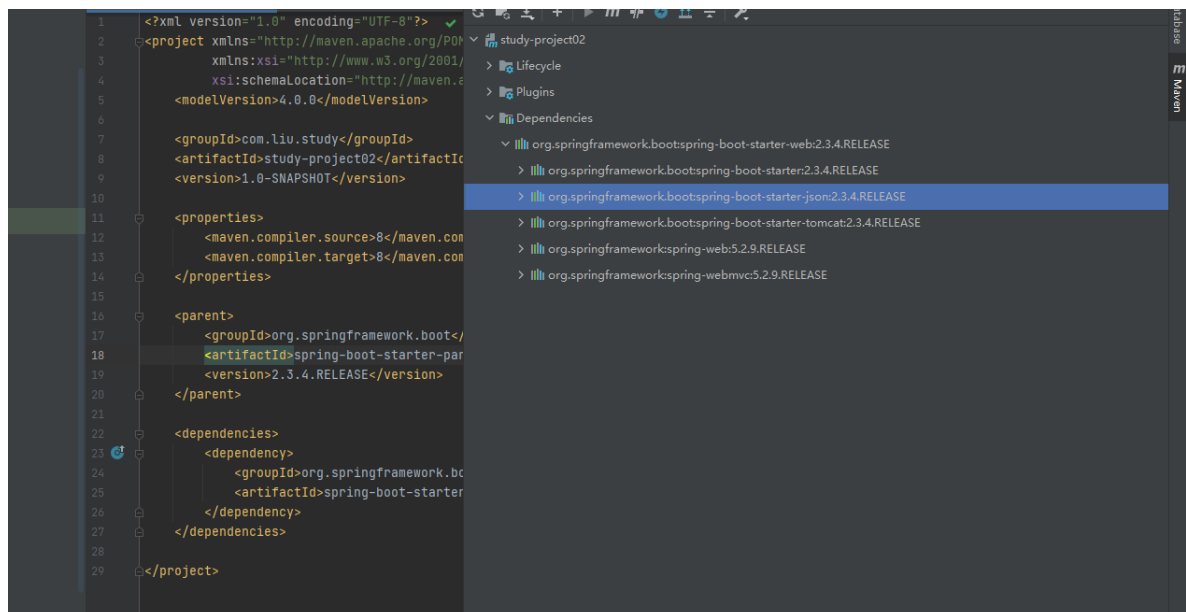 1 <?xml version="1.0" encoding="UTF-8"?>
2 <project xmlns="http://maven.apache.org/POM
3 xmlns:xsi="http://www.w3.org/2001/
4 xsi:schemaLocation="http://maven.a
5 <modelVersion>4.0.0</modelVersion>
6
7 <groupId>com.liu.study</groupId>
8 <artifactId>study-project02</artifactId
9 <version>1.0-SNAPSHOT</version>
10
11 <properties>
12 <maven.compiler.source>8</maven.com
13 <maven.compiler.target>8</maven.com
14 </properties>
15
16 <parent>
17 <groupId>org.springframework.boot</
18 <artifactId>spring-boot-starter-par
19 <version>2.3.4.RELEASE</version>
20 </parent>
21
22 <dependencies>
23 <dependency>
24 <groupId>org.springframework.bo
25 <artifactId>spring-boot-starter
26 </dependency>
27 </dependencies>
28
29 </project>
study-project02
Lifecycle
Plugins
Dependencies
org.springframework.boot:spring-boot-starter-web:2.3.4.RELEASE
org.springframework.boot:spring-boot-starter:2.3.4.RELEASE
org.springframework.boot:spring-boot-starter-json:2.3.4.RELEASE
org.springframework.boot:spring-boot-starter-tomcat:2.3.4.RELEASE
org.springframework:spring-web:5.2.9.RELEASE
org.springframework:spring-webmvc:5.2.9.RELEASE
tabase
m Maven